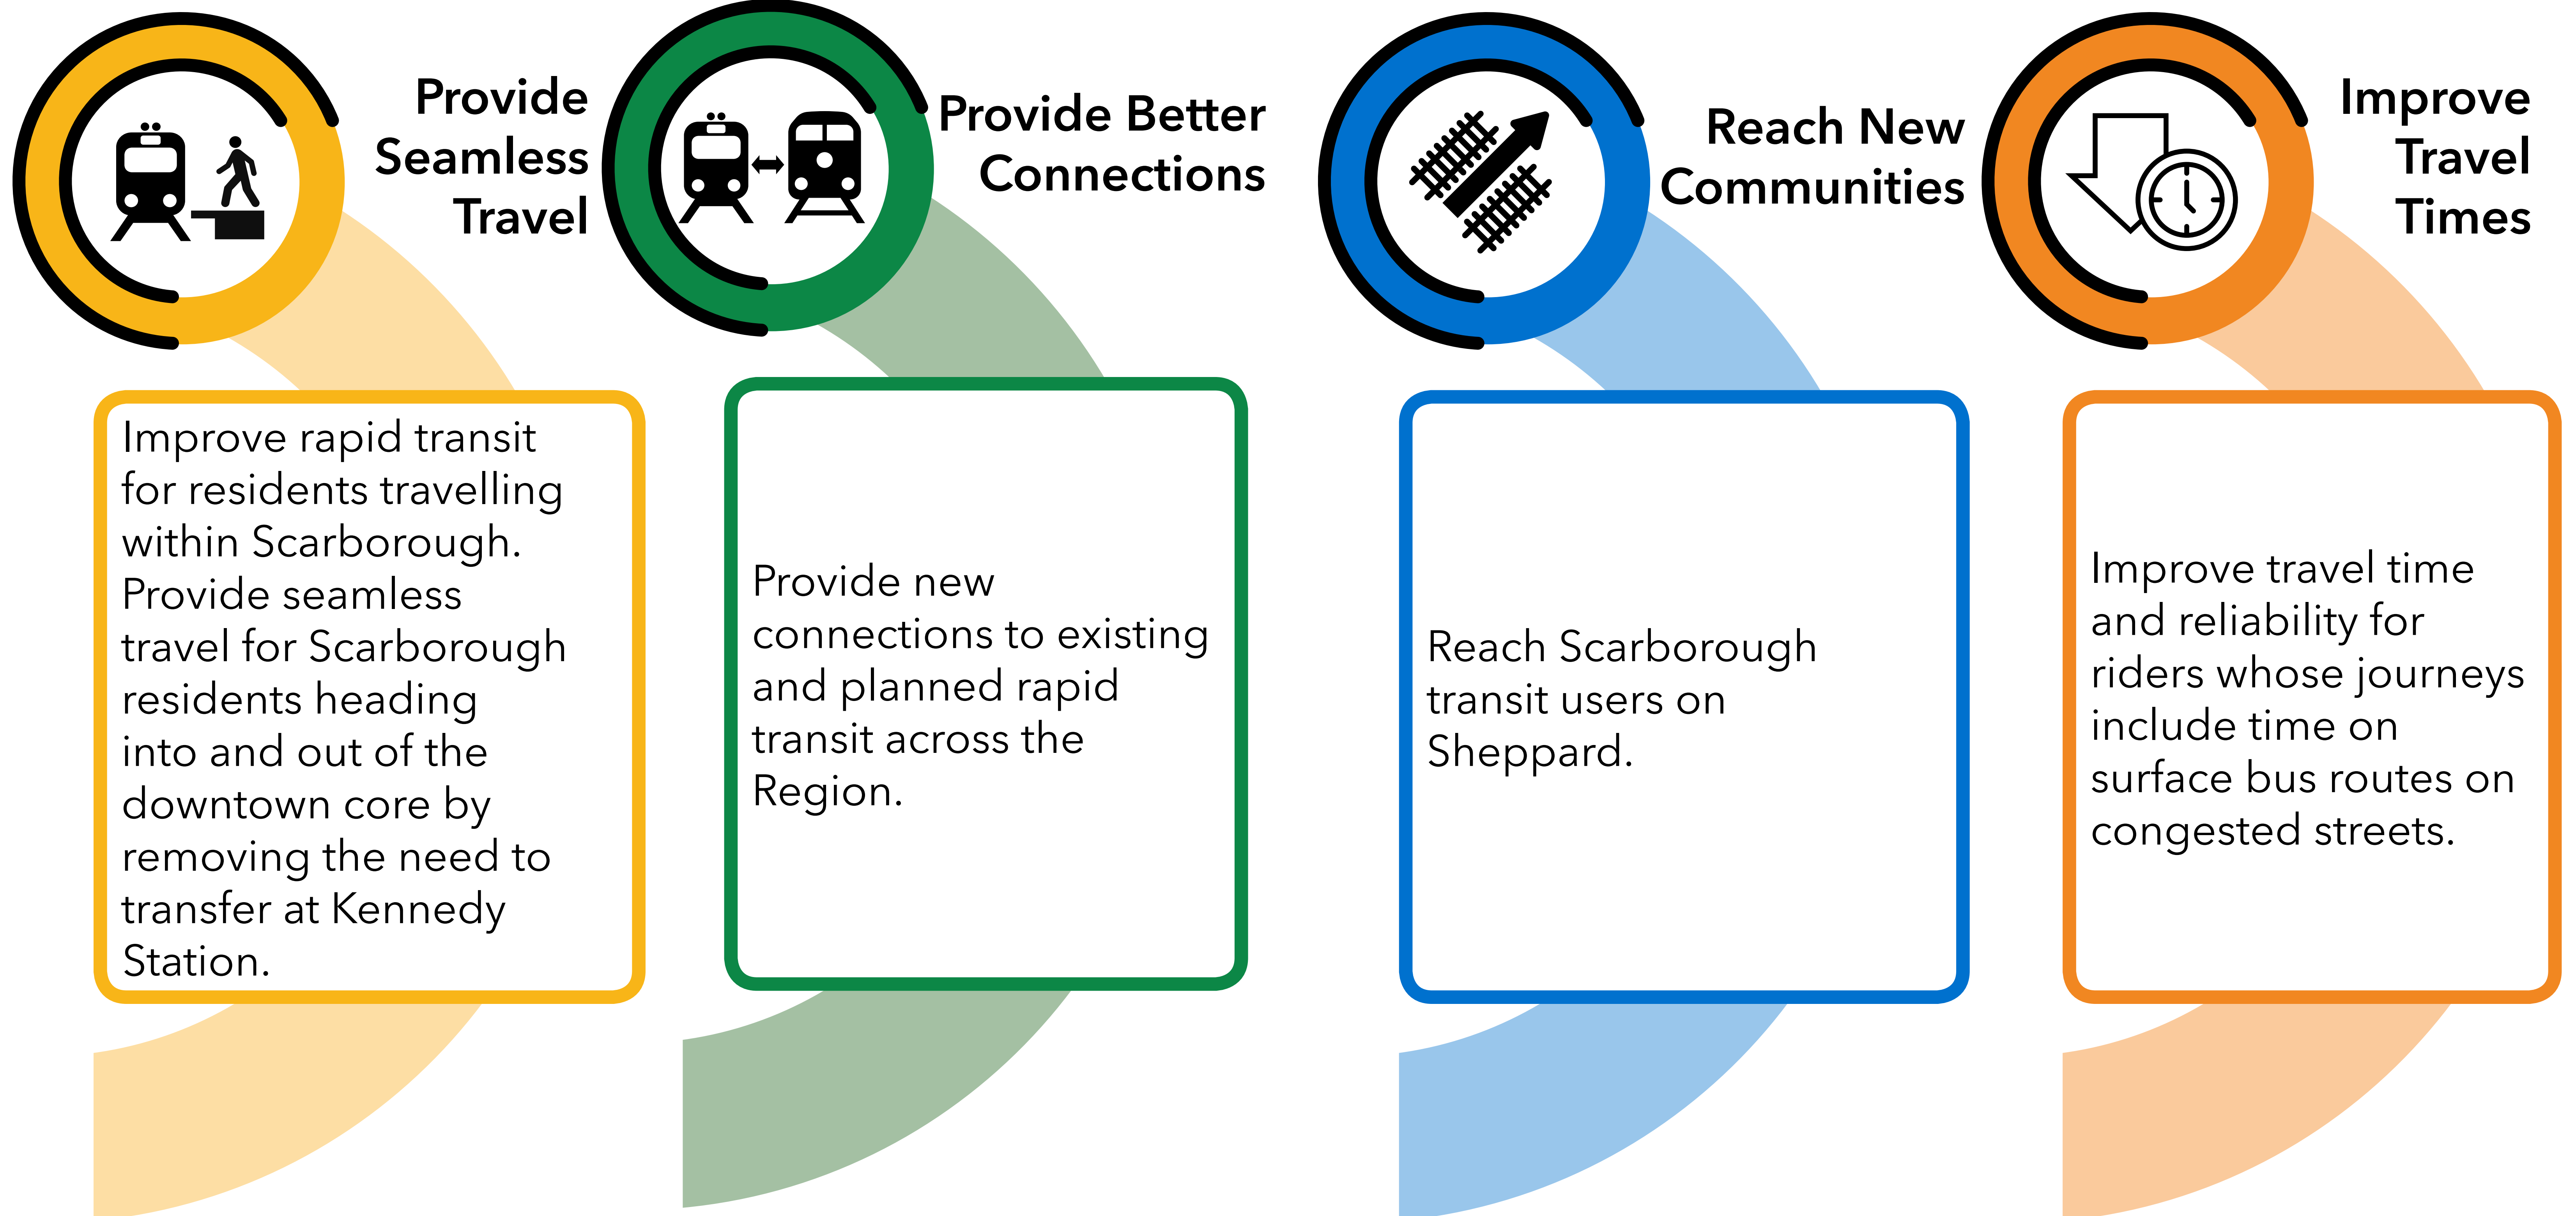 Provide
Seamless
Travel
Improve rapid transit
for residents travelling
within Scarborough.
Provide seamless
travel for Scarborough
residents heading
into and out of the
downtown core by
removing the need to
transfer at Kennedy
Station.
Provide Better
Connections
Provide new
connections to existing
and planned rapid
transit across the
Region.
Reach New
Communities
Reach Scarborough
transit users on
Sheppard.
Improve
Travel
Times
Improve travel time
and reliability for
riders whose journeys
include time on
surface bus routes on
congested streets.